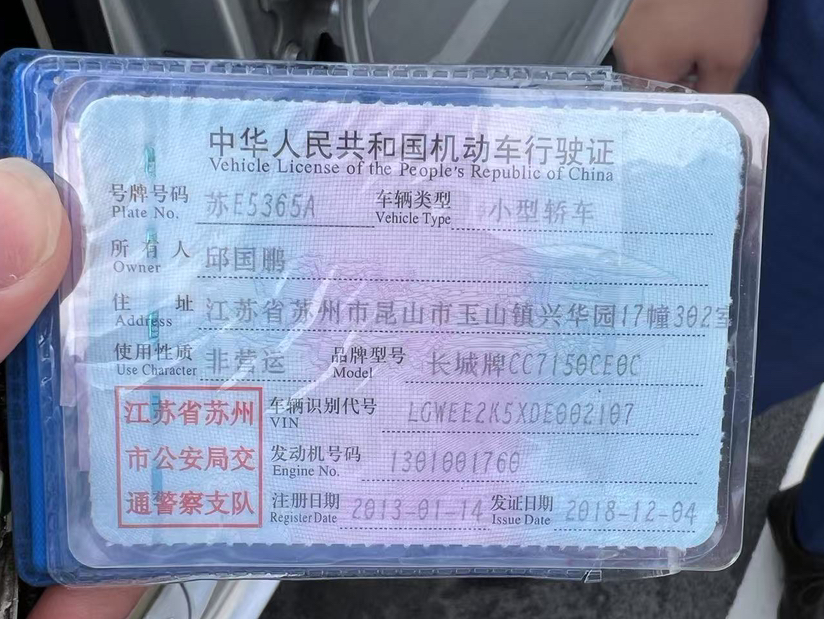 中华人民共和国机动车行驶证
Vehicle License of the People's Republic of China
号牌号码 苏E5365A 车辆类型 小型轿车
Plate No. Vehicle Type
所有人 邱国鹏
Owner
住址 江苏省苏州市昆山市玉山镇兴华园17幢302室
Address
使用性质 非营运 品牌型号 长城牌CC7150CE0C
Use Character Model
江苏省苏州 车辆识别代号 LGWEE2K5XDE002107
VIN
市公安局交 发动机号码 1301001760
Engine No.
通警察支队 注册日期 2013-01-14 发证日期 2018-12-04
Register Date Issue Date